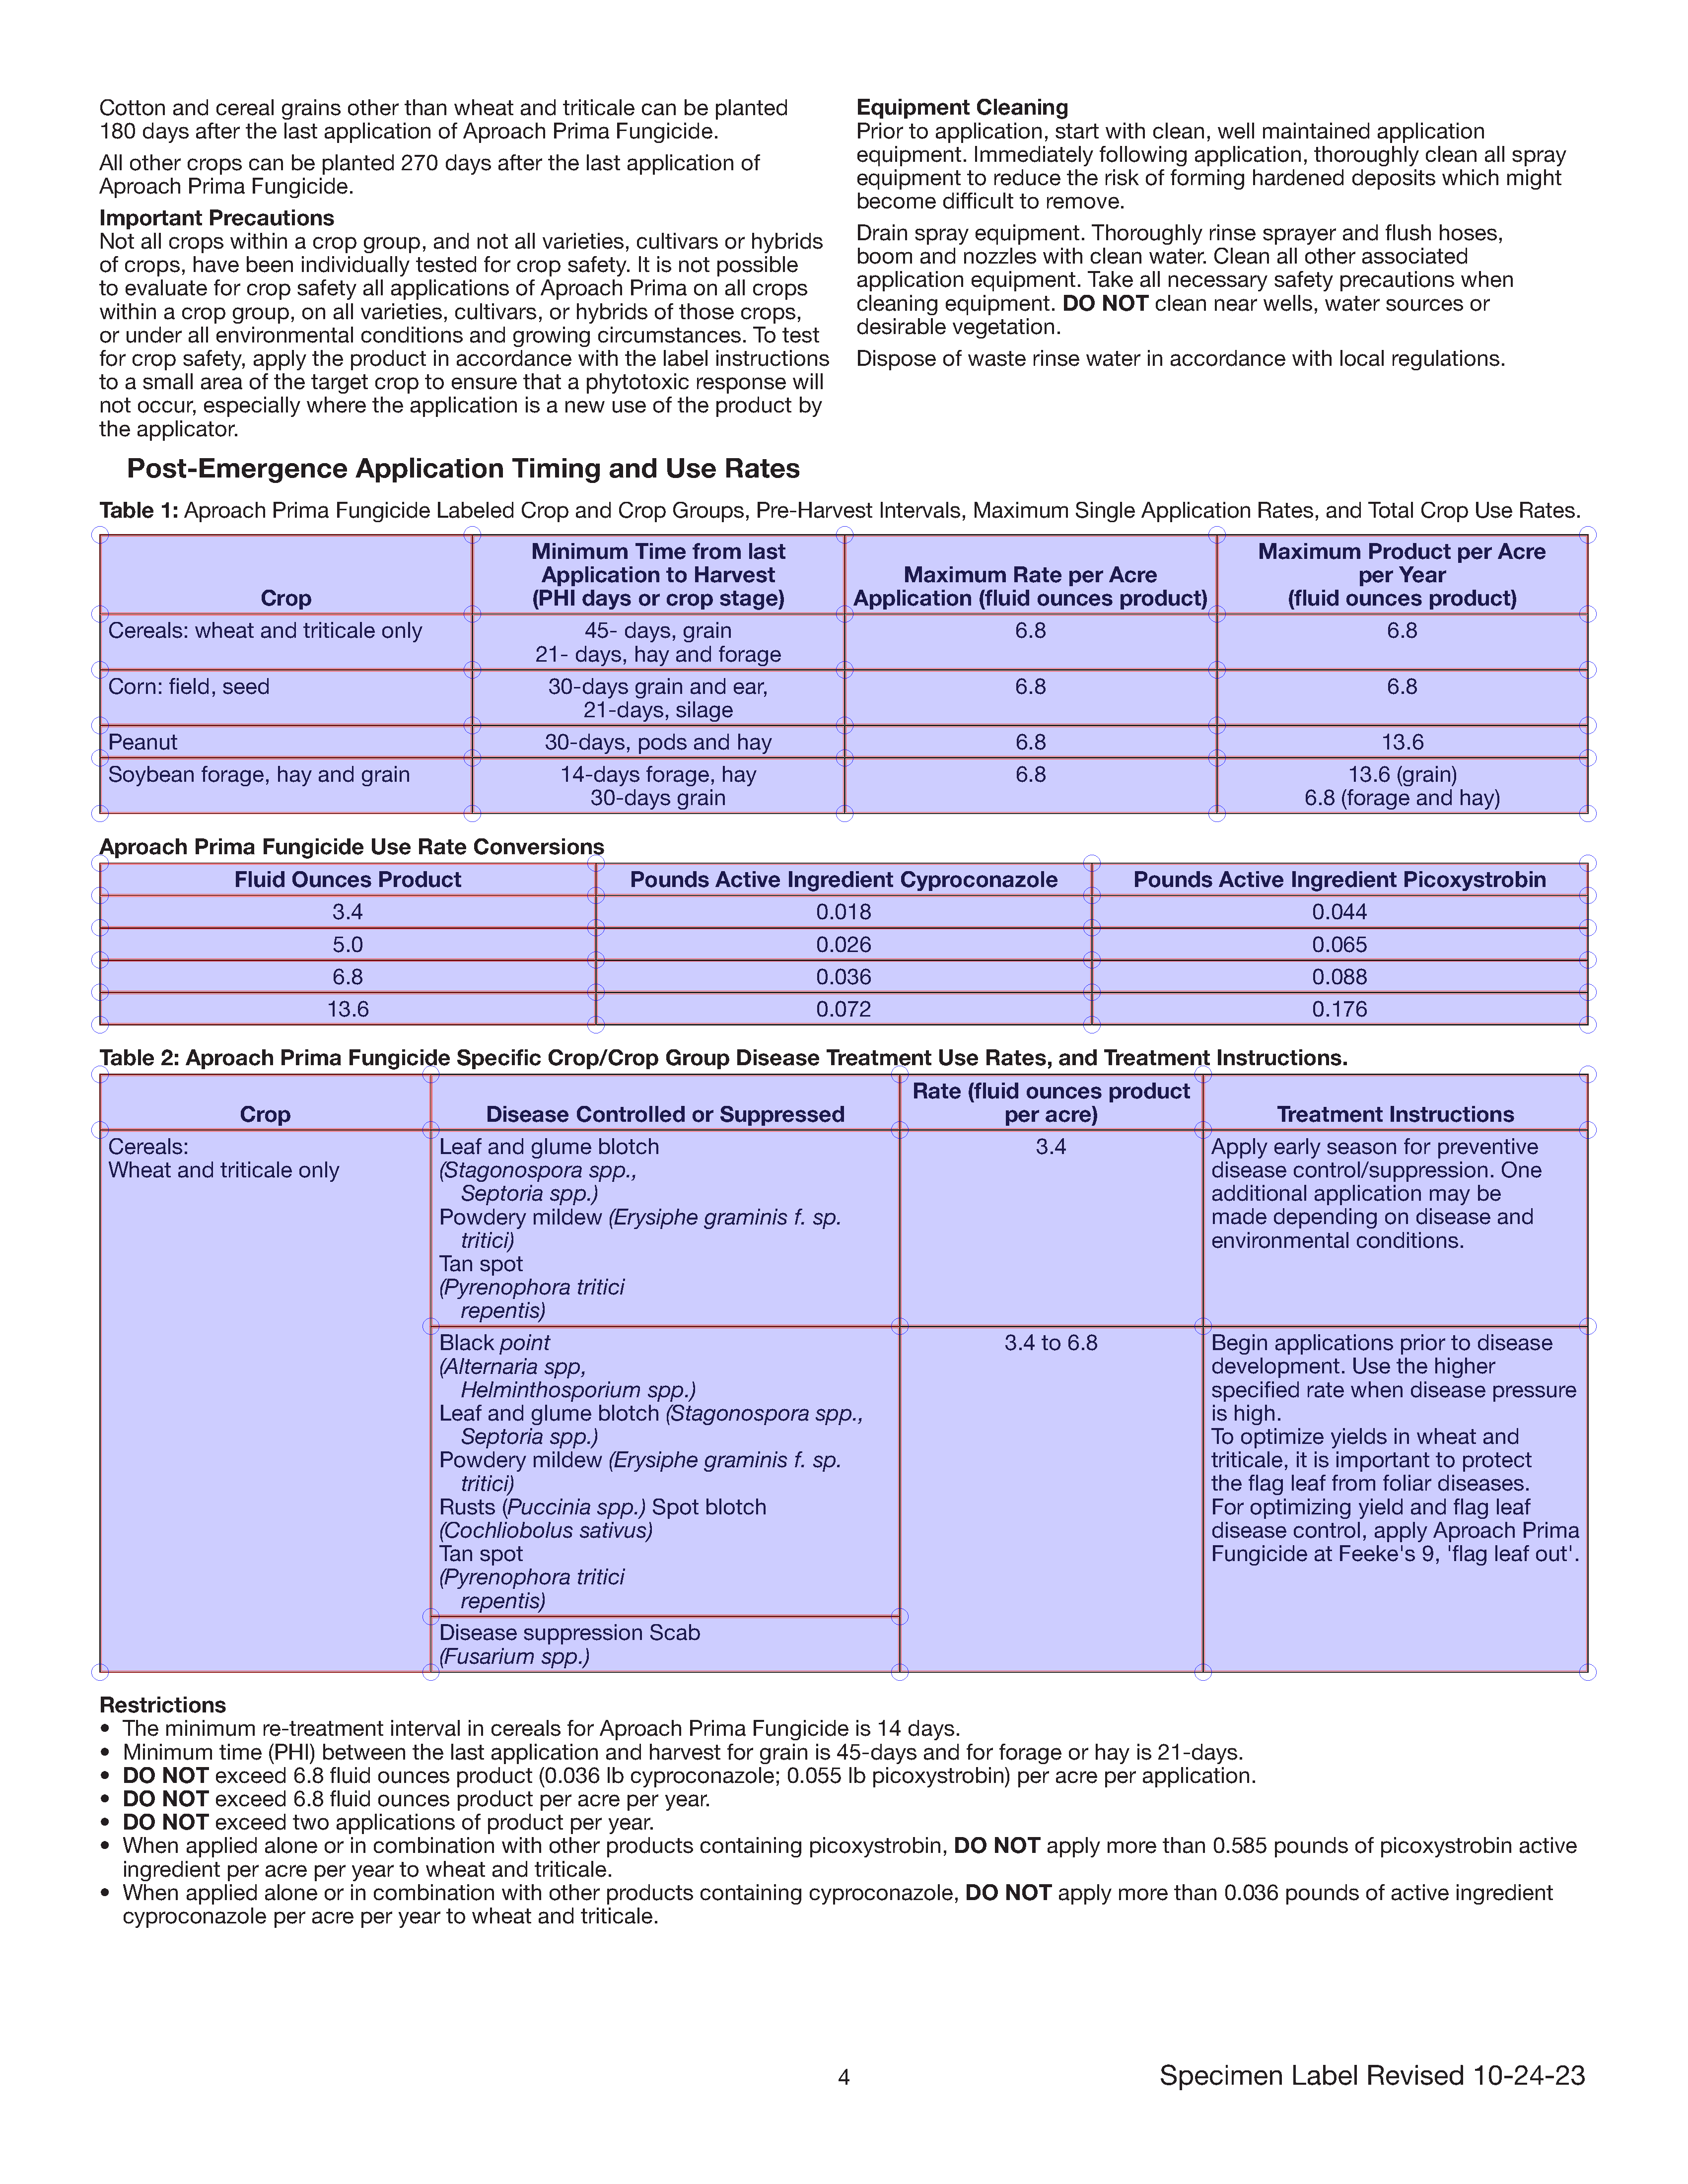 Cotton and cereal grains other than wheat and triticale can be planted
180 days after the last application of Aproach Prima Fungicide.
All other crops can be planted 270 days after the last application of
Aproach Prima Fungicide.
Important Precautions
Not all crops within a crop group, and not all varieties, cultivars or hybrids
of crops, have been individually tested for crop safety. It is not possible
to evaluate for crop safety all applications of Aproach Prima on all crops
within a crop group, on all varieties, cultivars, or hybrids of those crops,
or under all environmental conditions and growing circumstances. To test
for crop safety, apply the product in accordance with the label instructions
to a small area of the target crop to ensure that a phytotoxic response will
not occur, especially where the application is a new use of the product by
the applicator.
Equipment Cleaning
Prior to application, start with clean, well maintained application
equipment. Immediately following application, thoroughly clean all spray
equipment to reduce the risk of forming hardened deposits which might
become difficult to remove.
Drain spray equipment. Thoroughly rinse sprayer and flush hoses,
boom and nozzles with clean water. Clean all other associated
application equipment. Take all necessary safety precautions when
cleaning equipment. DO NOT clean near wells, water sources or
desirable vegetation.
Dispose of waste rinse water in accordance with local regulations.
Post-Emergence Application Timing and Use Rates
Table 1: Aproach Prima Fungicide Labeled Crop and Crop Groups, Pre-Harvest Intervals, Maximum Single Application Rates, and Total Crop Use Rates.
Crop
Minimum Time from last
Application to Harvest
(PHI days or crop stage)
Maximum Rate per Acre
Application (fluid ounces product)
Maximum Product per Acre
per Year
(fluid ounces product)
Cereals: wheat and triticale only
45- days, grain
21- days, hay and forage
6.8
6.8
Corn: field, seed
30-days grain and ear,
21-days, silage
6.8
6.8
Peanut
30-days, pods and hay
6.8
13.6
Soybean forage, hay and grain
14-days forage, hay
30-days grain
6.8
13.6 (grain)
6.8 (forage and hay)
Aproach Prima Fungicide Use Rate Conversions
Fluid Ounces Product
Pounds Active Ingredient Cyproconazole
Pounds Active Ingredient Picoxystrobin
3.4
0.018
0.044
5.0
0.026
0.065
6.8
0.036
0.088
13.6
0.072
0.176
Table 2: Aproach Prima Fungicide Specific Crop/Crop Group Disease Treatment Use Rates, and Treatment Instructions.
Crop
Disease Controlled or Suppressed
Rate (fluid ounces product
per acre)
Treatment Instructions
Cereals:
Wheat and triticale only
Leaf and glume blotch
(Stagonospora spp.,
Septoria spp.)
Powdery mildew (Erysiphe graminis f. sp.
tritici)
Tan spot
(Pyrenophora tritici
repentis)
3.4
Apply early season for preventive
disease control/suppression. One
additional application may be
made depending on disease and
environmental conditions.
Black point
(Alternaria spp,
Helminthosporium spp.)
Leaf and glume blotch (Stagonospora spp.,
Septoria spp.)
Powdery mildew (Erysiphe graminis f. sp.
tritici)
Rusts (Puccinia spp.) Spot blotch
(Cochliobolus sativus)
Tan spot
(Pyrenophora tritici
repentis)
3.4 to 6.8
Begin applications prior to disease
development. Use the higher
specified rate when disease pressure
is high.
To optimize yields in wheat and
triticale, it is important to protect
the flag leaf from foliar diseases.
For optimizing yield and flag leaf
disease control, apply Aproach Prima
Fungicide at Feeke's 9, 'flag leaf out'.
Disease suppression Scab
(Fusarium spp.)
Restrictions
• The minimum re-treatment interval in cereals for Aproach Prima Fungicide is 14 days.
• Minimum time (PHI) between the last application and harvest for grain is 45-days and for forage or hay is 21-days.
• DO NOT exceed 6.8 fluid ounces product (0.036 lb cyproconazole; 0.055 lb picoxystrobin) per acre per application.
• DO NOT exceed 6.8 fluid ounces product per acre per year.
• DO NOT exceed two applications of product per year.
• When applied alone or in combination with other products containing picoxystrobin, DO NOT apply more than 0.585 pounds of picoxystrobin active
ingredient per acre per year to wheat and triticale.
• When applied alone or in combination with other products containing cyproconazole, DO NOT apply more than 0.036 pounds of active ingredient
cyproconazole per acre per year to wheat and triticale.
4
Specimen Label Revised 10-24-23